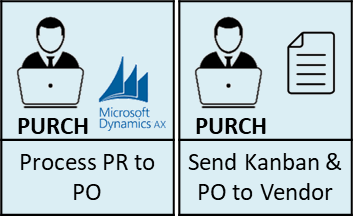 PURCH
Microsoft
Dynamics AX
Process PR to
PO
PURCH
Send Kanban &
PO to Vendor